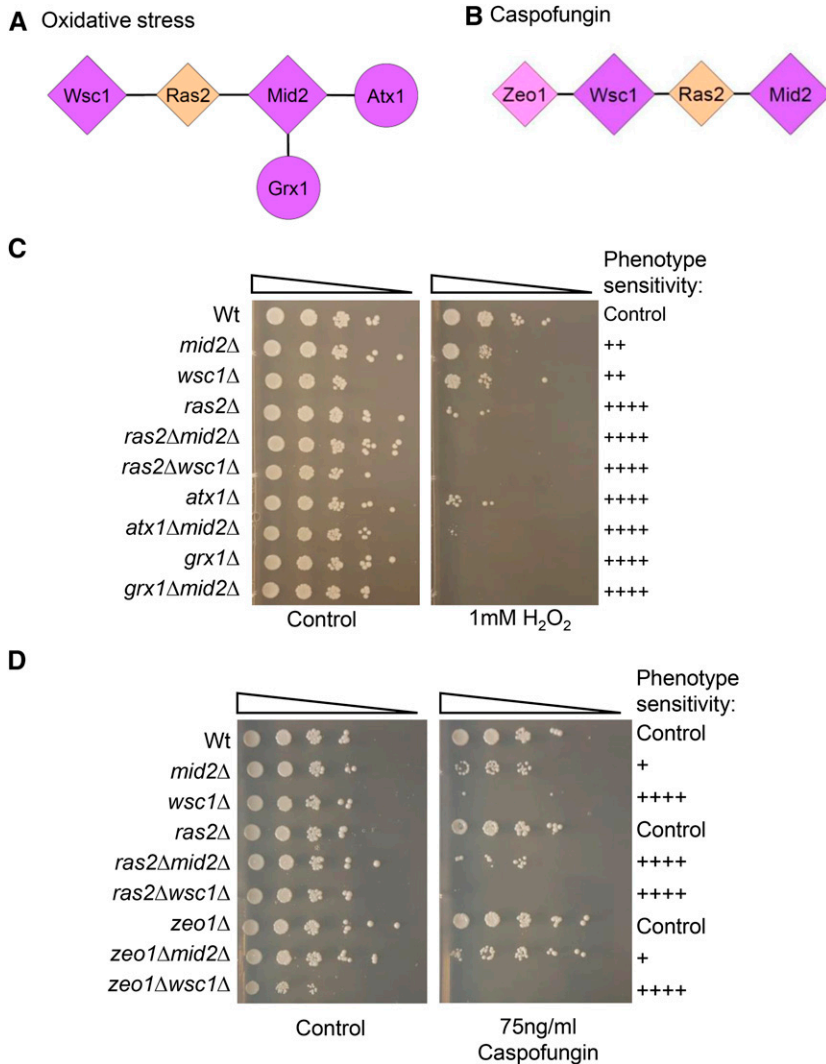 A Oxidative stress
Wsc1 Ras2 Mid2 Atx1
Grx1
B Caspofungin
Zeo1 Wsc1 Ras2 Mid2
C
Phenotype
sensitivity:
Wt Control
mid2Δ ++
wsc1Δ ++
ras2Δ ++++
ras2Δmid2Δ ++++
ras2Δwsc1Δ ++++
atx1Δ ++++
atx1Δmid2Δ ++++
grx1Δ ++++
grx1Δmid2Δ ++++
Control 1mM H₂O₂
D
Phenotype
sensitivity:
Wt Control
mid2Δ +
wsc1Δ ++++
ras2Δ Control
ras2Δmid2Δ ++++
ras2Δwsc1Δ ++++
zeo1Δ Control
zeo1Δmid2Δ +
zeo1Δwsc1Δ ++++
Control 75ng/ml
Caspofungin